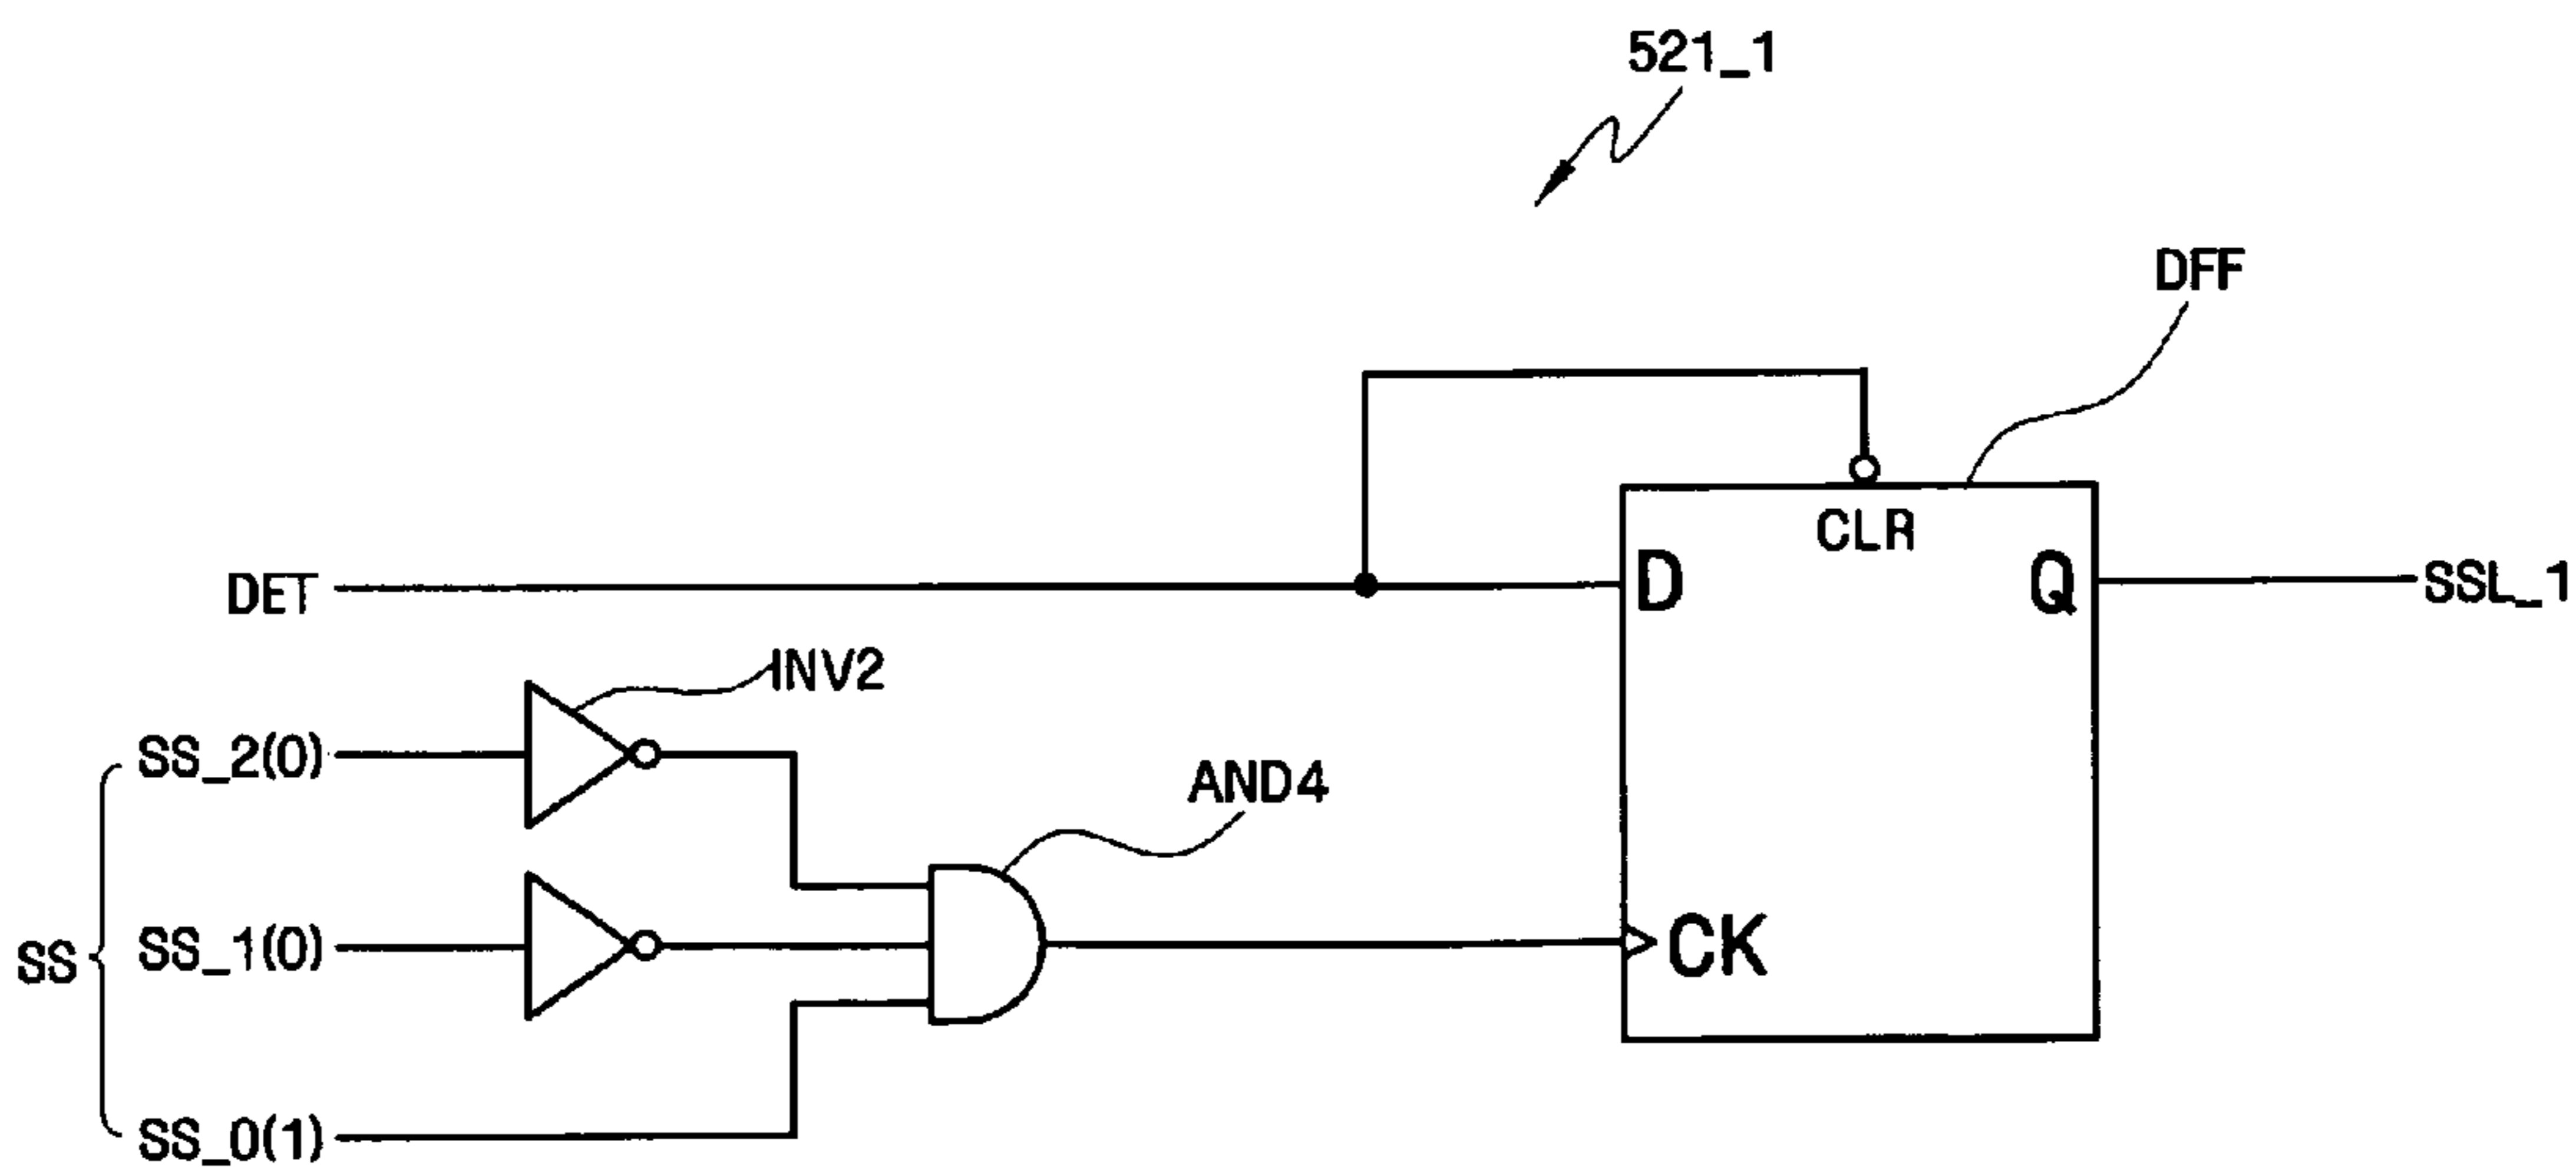 521_1
DFF
CLR
DET
D
Q
SSL_1
INV2
SS_2(0)
AND4
SS
SS_1(0)
CK
SS_0(1)